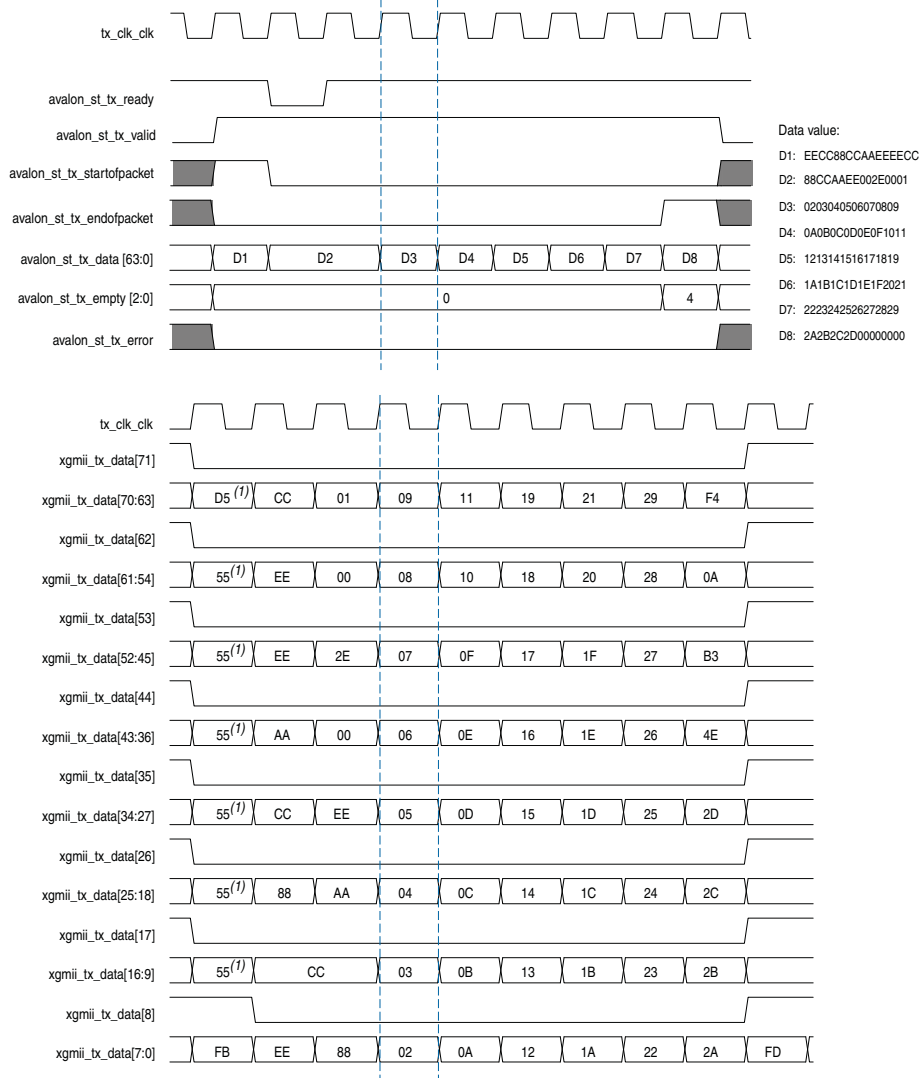 tx_clk_clk
avalon_st_tx_ready
avalon_st_tx_valid
avalon_st_tx_startofpacket
avalon_st_tx_endofpacket
avalon_st_tx_data [63:0] D1 D2 D3 D4 D5 D6 D7 D8
avalon_st_tx_empty [2:0] 0 4
avalon_st_tx_error
Data value:
D1: EECC88CCAAEEEECC
D2: 88CCAAEE002E0001
D3: 0203040506070809
D4: 0A0B0C0D0E0F1011
D5: 1213141516171819
D6: 1A1B1C1D1E1F2021
D7: 2223242526272829
D8: 2A2B2C2D00000000
tx_clk_clk
xgmii_tx_data[71]
xgmii_tx_data[70:63] D5 (1) CC 01 09 11 19 21 29 F4
xgmii_tx_data[62]
xgmii_tx_data[61:54] 55(1) EE 00 08 10 18 20 28 0A
xgmii_tx_data[53]
xgmii_tx_data[52:45] 55(1) EE 2E 07 0F 17 1F 27 B3
xgmii_tx_data[44]
xgmii_tx_data[43:36] 55(1) AA 00 06 0E 16 1E 26 4E
xgmii_tx_data[35]
xgmii_tx_data[34:27] 55(1) CC EE 05 0D 15 1D 25 2D
xgmii_tx_data[26]
xgmii_tx_data[25:18] 55(1) 88 AA 04 0C 14 1C 24 2C
xgmii_tx_data[17]
xgmii_tx_data[16:9] 55(1) CC 03 0B 13 1B 23 2B
xgmii_tx_data[8]
xgmii_tx_data[7:0] FB EE 88 02 0A 12 1A 22 2A FD